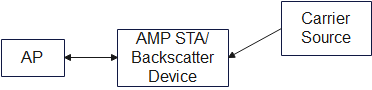 AP
AMP STA/
Backscatter
Device
Carrier
Source